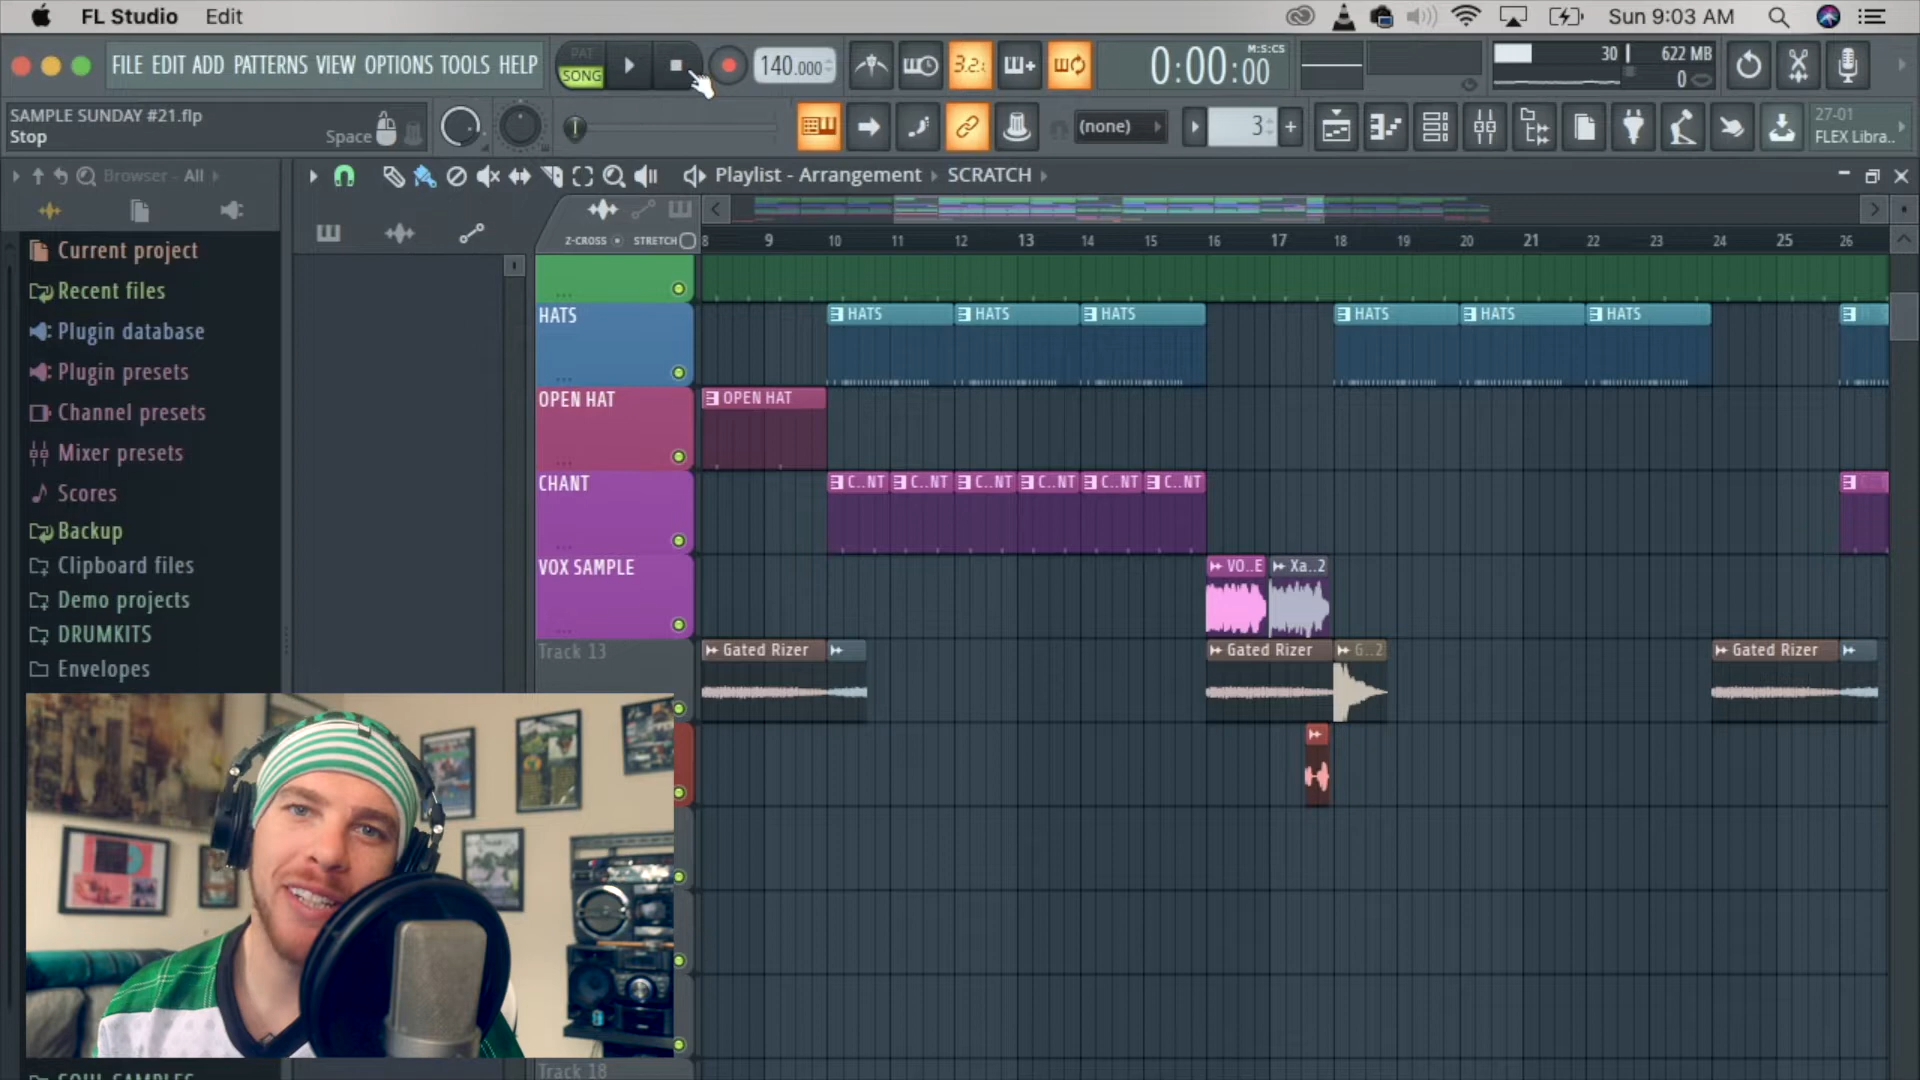 FL Studio Edit
Sun 9:03 AM
FILE EDIT ADD PATTERNS VIEW OPTIONS TOOLS HELP
PAT
SONG
140.000
3.2.
0:00:00
M:S:CS
30
622 MB
0
SAMPLE SUNDAY #21.flp
Stop
Space
(none)
3
27-01
FLEX Libra..
Browser - All
Playlist - Arrangement
SCRATCH
Z-CROSS
STRETCH
8 9 10 11 12 13 14 15 16 17 18 19 20 21 22 23 24 25 26
Current project
Recent files
Plugin database
Plugin presets
Channel presets
Mixer presets
Scores
Backup
Clipboard files
Demo projects
DRUMKITS
Envelopes
SOUL SAMPLES
HATS
HATS HATS HATS HATS HATS HATS
OPEN HAT
OPEN HAT
CHANT
C..NT C..NT C..NT C..NT C..NT C..NT
VOX SAMPLE
VO..E Xa..2
Track 13
Gated Rizer Gated Rizer G..2 Gated Rizer
Track 18